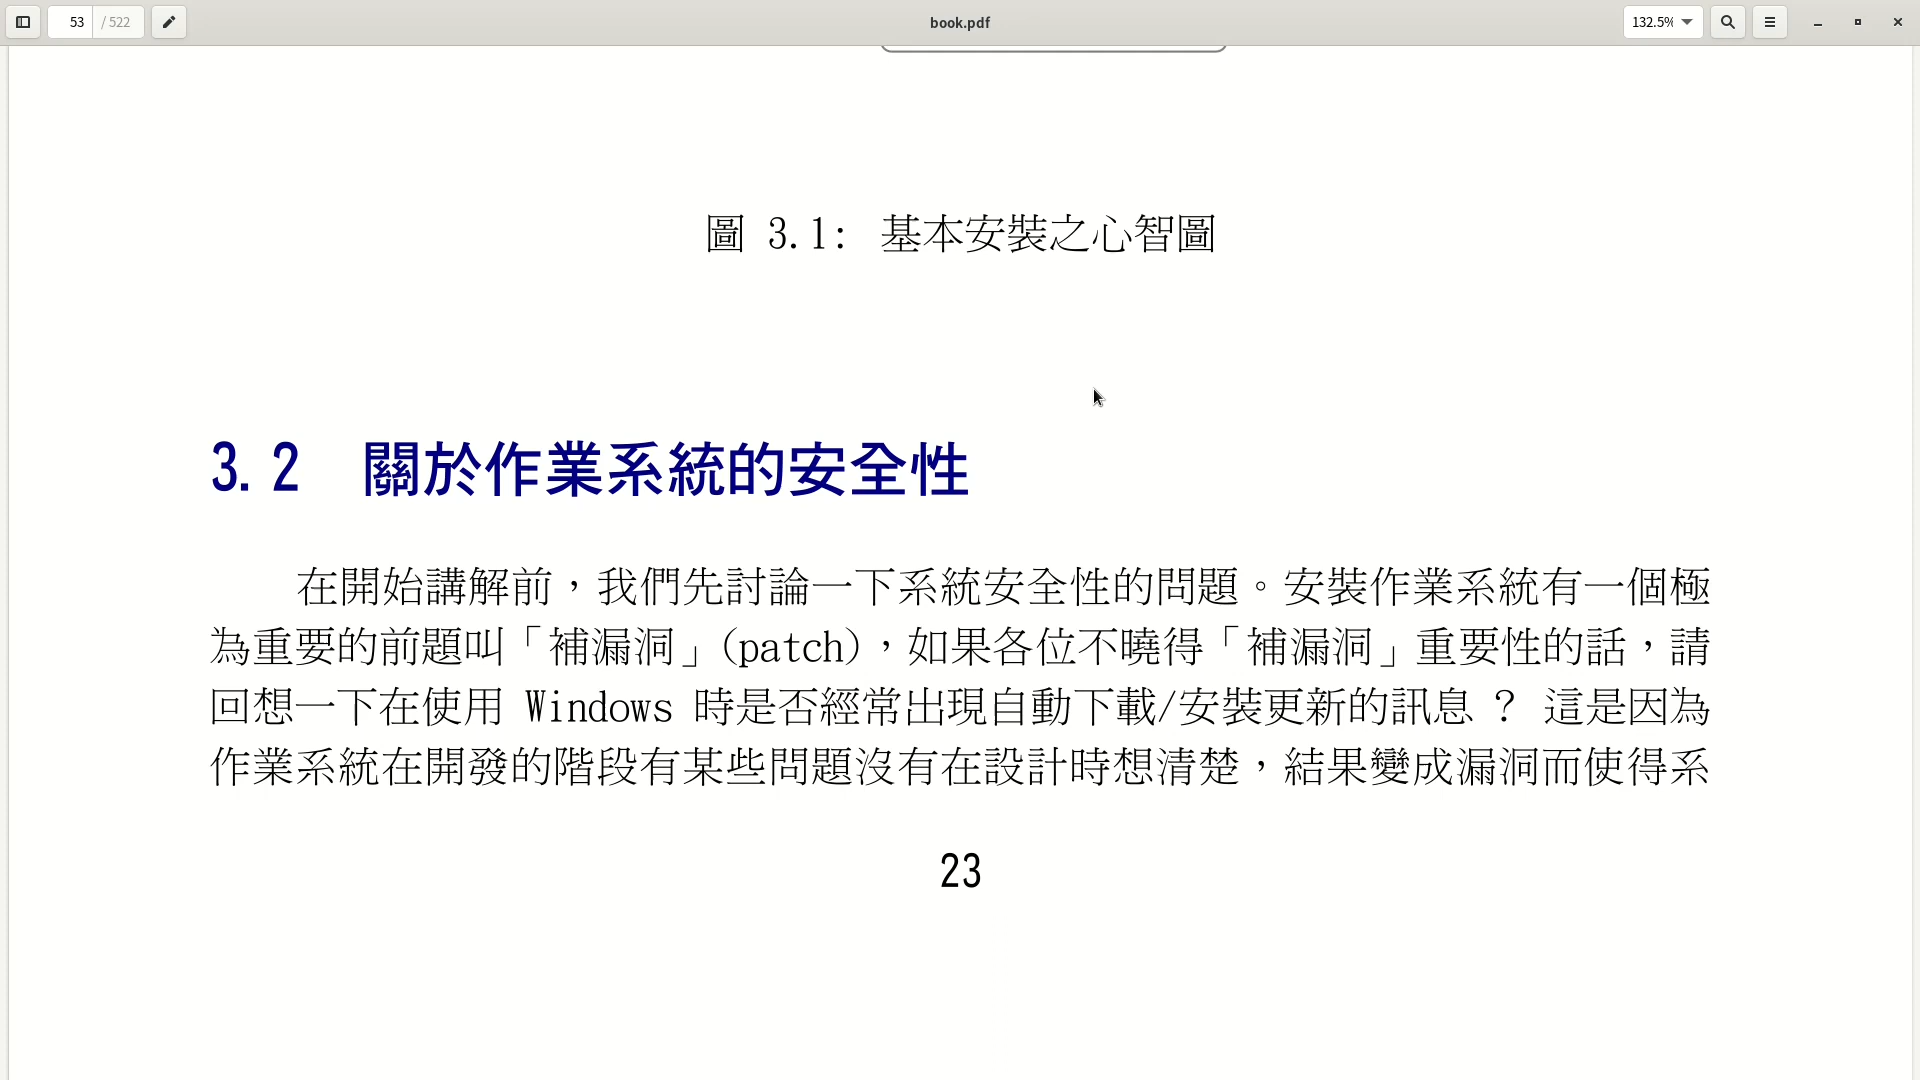 53 / 522
book.pdf
132.5%
圖 3.1: 基本安裝之心智圖
3.2 關於作業系統的安全性
在開始講解前，我們先討論一下系統安全性的問題。安裝作業系統有一個極
為重要的前題叫「補漏洞」(patch)，如果各位不曉得「補漏洞」重要性的話，請
回想一下在使用 Windows 時是否經常出現自動下載/安裝更新的訊息 ？ 這是因為
作業系統在開發的階段有某些問題沒有在設計時想清楚，結果變成漏洞而使得系
23